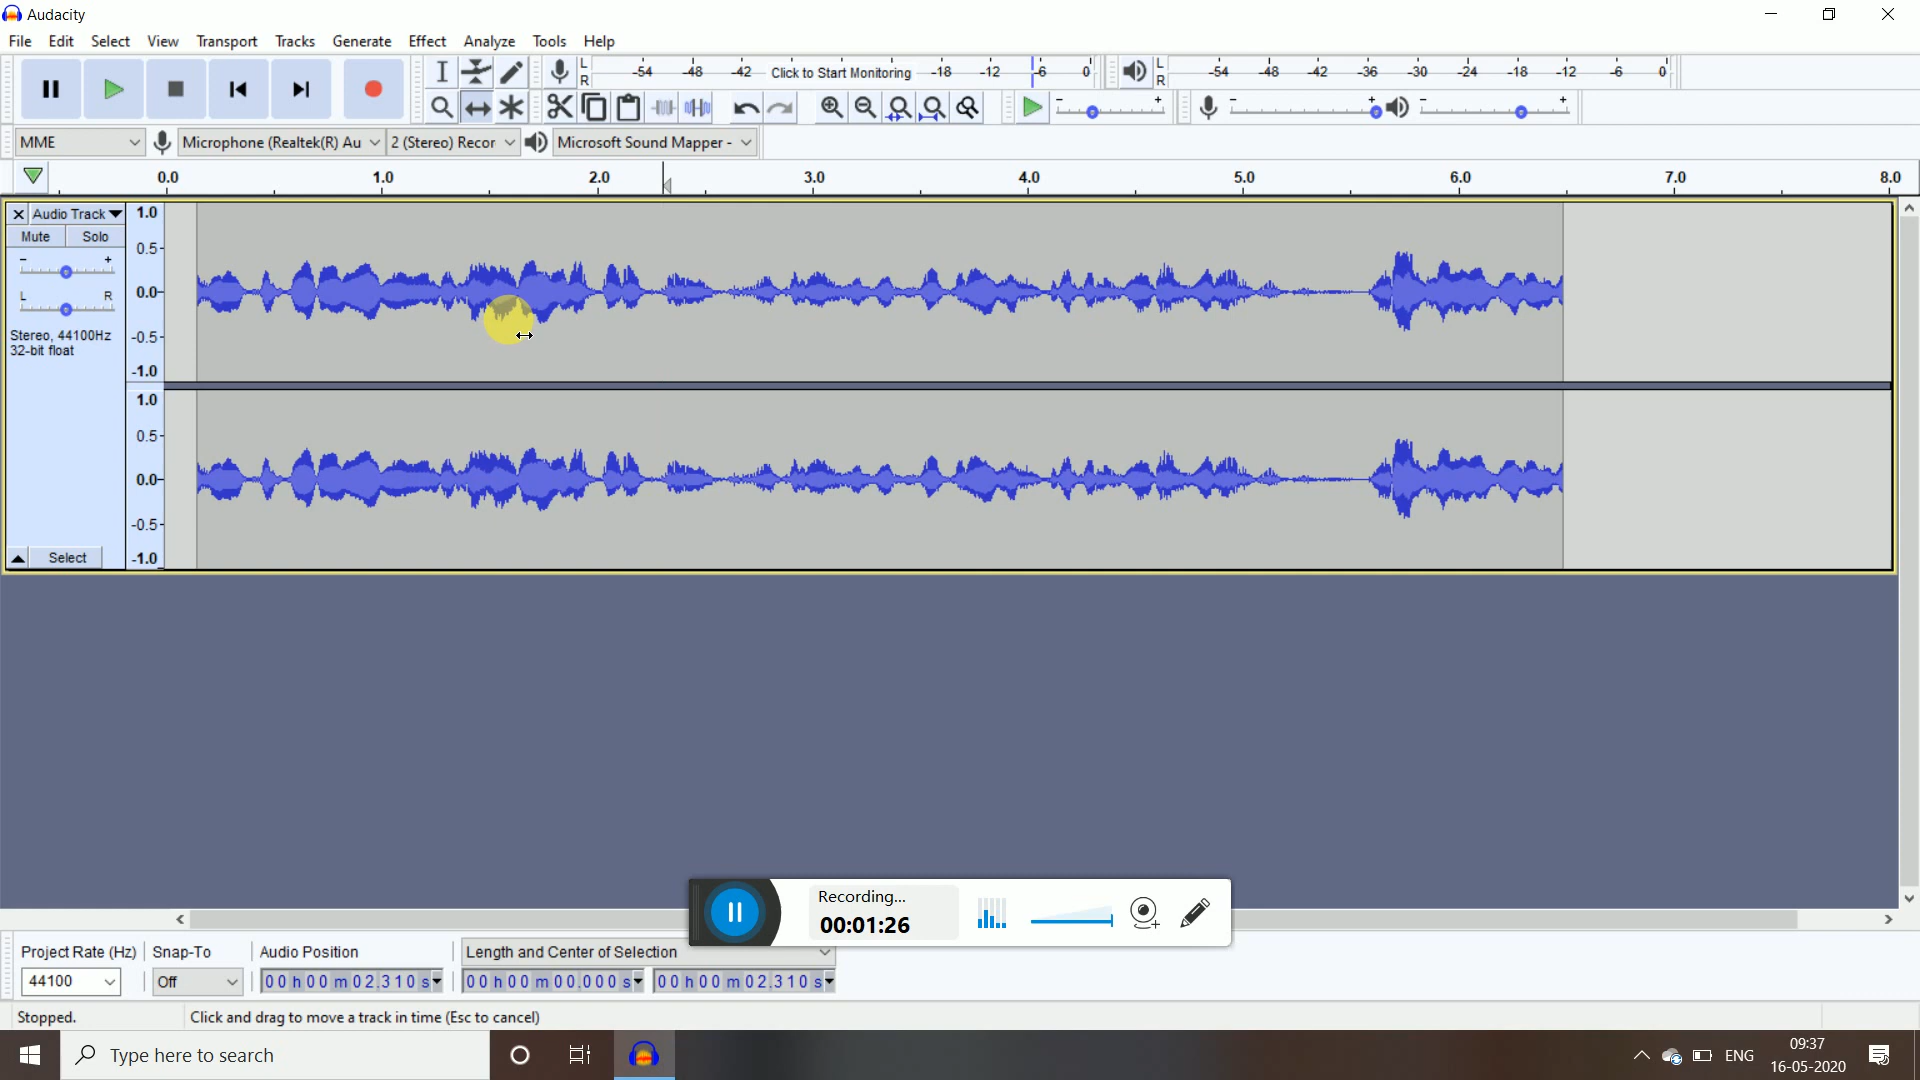 Audacity
File Edit Select View Transport Tracks Generate Effect Analyze Tools Help
L R -54 -48 -42 Click to Start Monitoring -18 -12 -6 0 L R -54 -48 -42 -36 -30 -24 -18 -12 -6 0
- + - + - +
MME Microphone (Realtek(R) Au 2 (Stereo) Recor Microsoft Sound Mapper -
0.0 1.0 2.0 3.0 4.0 5.0 6.0 7.0 8.0
Audio Track 1.0
Mute Solo
0.5
- +
L R 0.0
Stereo, 44100Hz -0.5
32-bit float
-1.0
1.0
0.5
0.0
-0.5
Select -1.0
Recording...
00:01:26
Project Rate (Hz) Snap-To Audio Position Length and Center of Selection
44100 Off 00 h 00 m 02.310 s 00 h 00 m 00.000 s 00 h 00 m 02.310 s
Stopped. Click and drag to move a track in time (Esc to cancel)
Type here to search ENG 09:37
16-05-2020